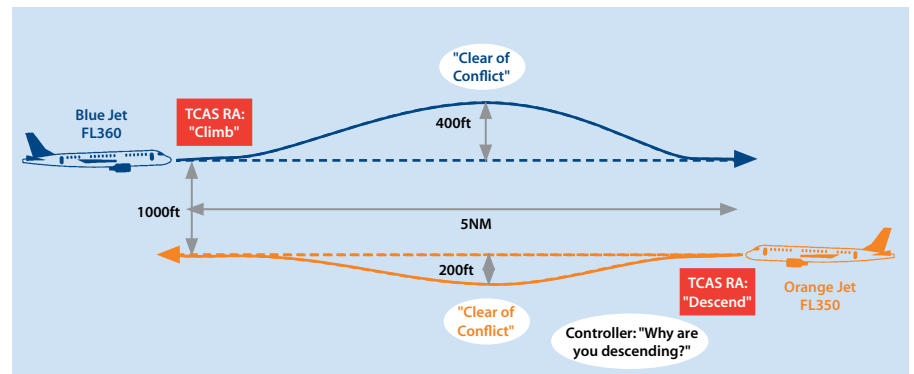 "Clear of
Conflict"
Blue Jet
FL360
TCAS RA:
"Climb"
400ft
1000ft
5NM
200ft
TCAS RA:
"Descend"
Orange Jet
FL350
"Clear of
Conflict"
Controller: "Why are
you descending?"